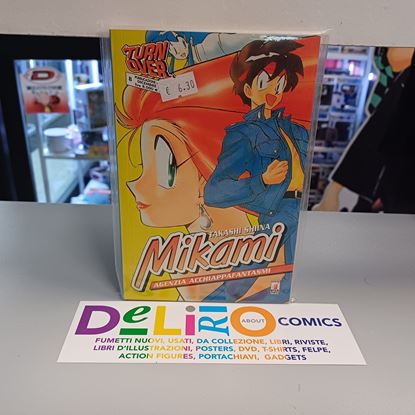 TURN
OVER
€ 6.30
TAKASHI SHIINA
Mikami
AGENZIA ACCHIAPPAFANTASMI
DELIRIO ABOUT COMICS
FUMETTI NUOVI, USATI, DA COLLEZIONE, LIBRI, RIVISTE,
LIBRI D'ILLUSTRAZIONI, POSTERS, DVD, T-SHIRTS, FELPE,
ACTION FIGURES, PORTACHIAVI, GADGETS